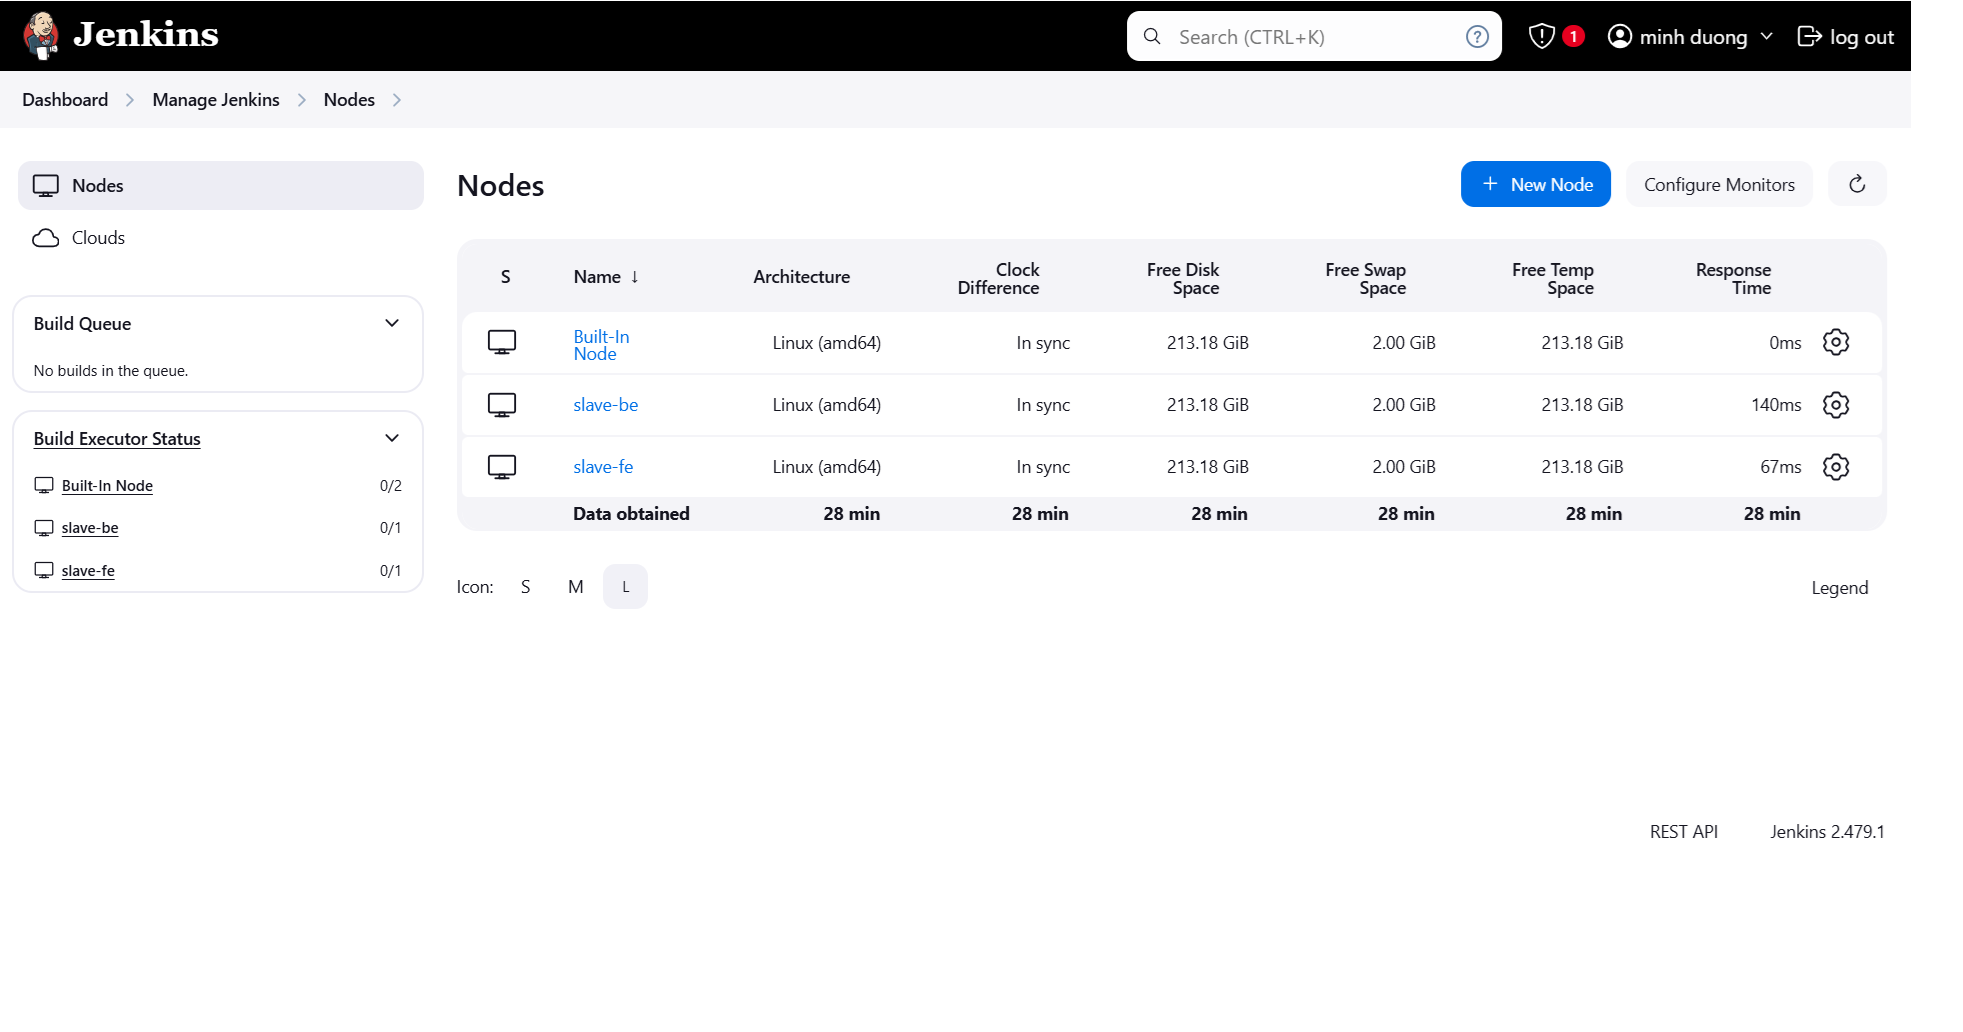 Jenkins
Search (CTRL+K)
?
1
minh duong
log out
Dashboard
Manage Jenkins
Nodes
Nodes
Clouds
Build Queue
No builds in the queue.
Build Executor Status
Built-In Node 0/2
slave-be 0/1
slave-fe 0/1
Nodes
+ New Node
Configure Monitors
S Name ↓ Architecture Clock Difference Free Disk Space Free Swap Space Free Temp Space Response Time
Built-In Node Linux (amd64) In sync 213.18 GiB 2.00 GiB 213.18 GiB 0ms
slave-be Linux (amd64) In sync 213.18 GiB 2.00 GiB 213.18 GiB 140ms
slave-fe Linux (amd64) In sync 213.18 GiB 2.00 GiB 213.18 GiB 67ms
Data obtained 28 min 28 min 28 min 28 min 28 min 28 min
Icon: S M L
Legend
REST API
Jenkins 2.479.1